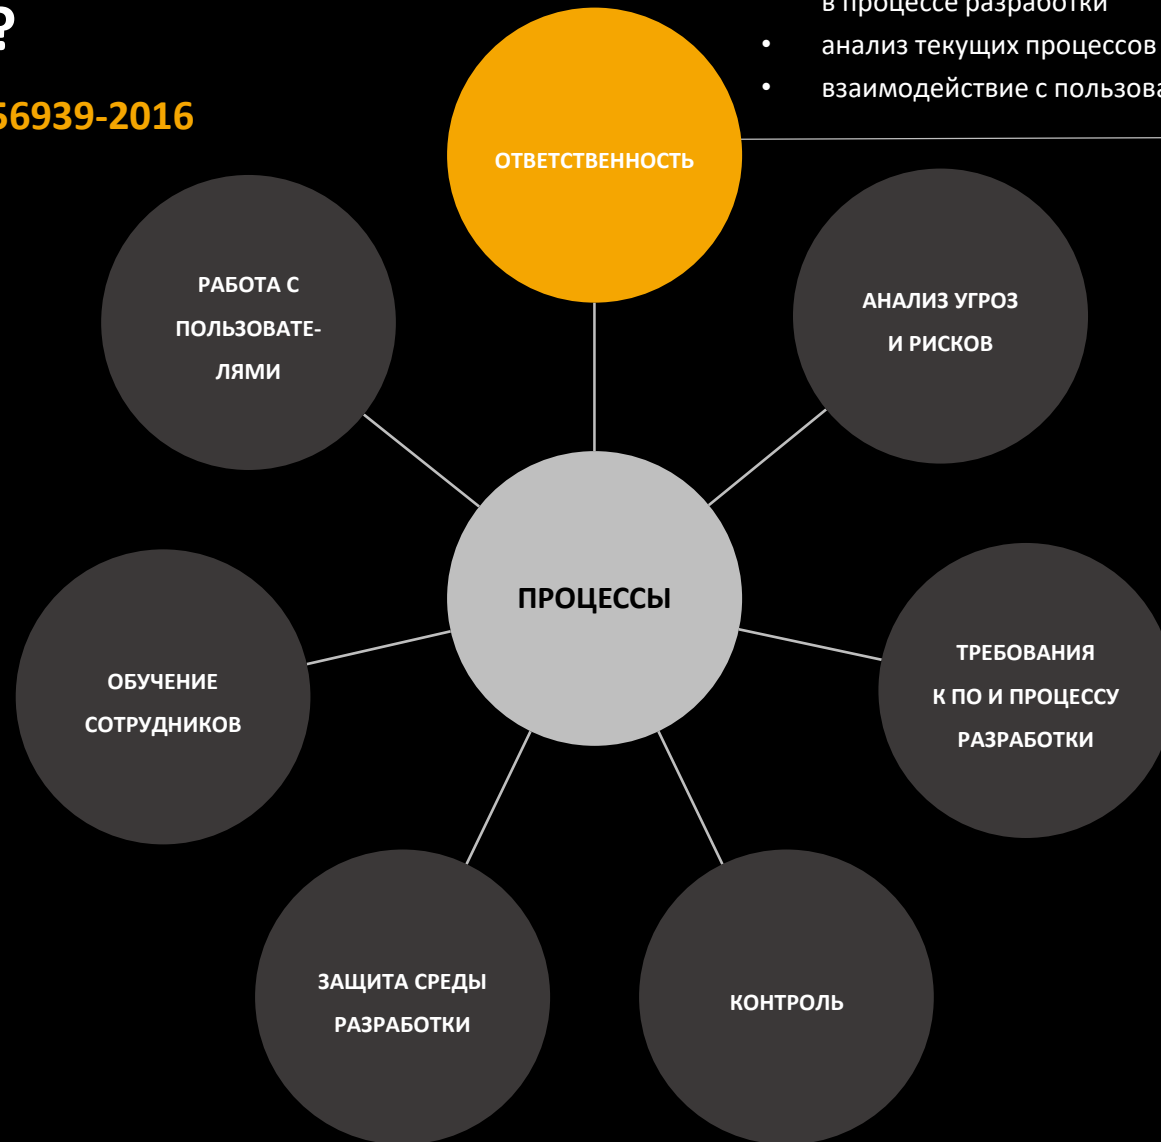 ?
56939-2016
в процессе разработки
анализ текущих процессов
взаимодействие с
ОТВЕТСТВЕННОСТЬ
РАБОТА С
ПОЛЬЗОВАТЕ-
ЛЯМИ
АНАЛИЗ УГРОЗ
И РИСКОВ
ПРОЦЕССЫ
ОБУЧЕНИЕ
СОТРУДНИКОВ
ТРЕБОВАНИЯ
К ПО И ПРОЦЕССУ
РАЗРАБОТКИ
ЗАЩИТА СРЕДЫ
РАЗРАБОТКИ
КОНТРОЛЬ